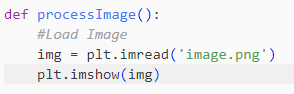 def processImage():
    #Load Image
    img = plt.imread('image.png')
    plt.imshow(img)